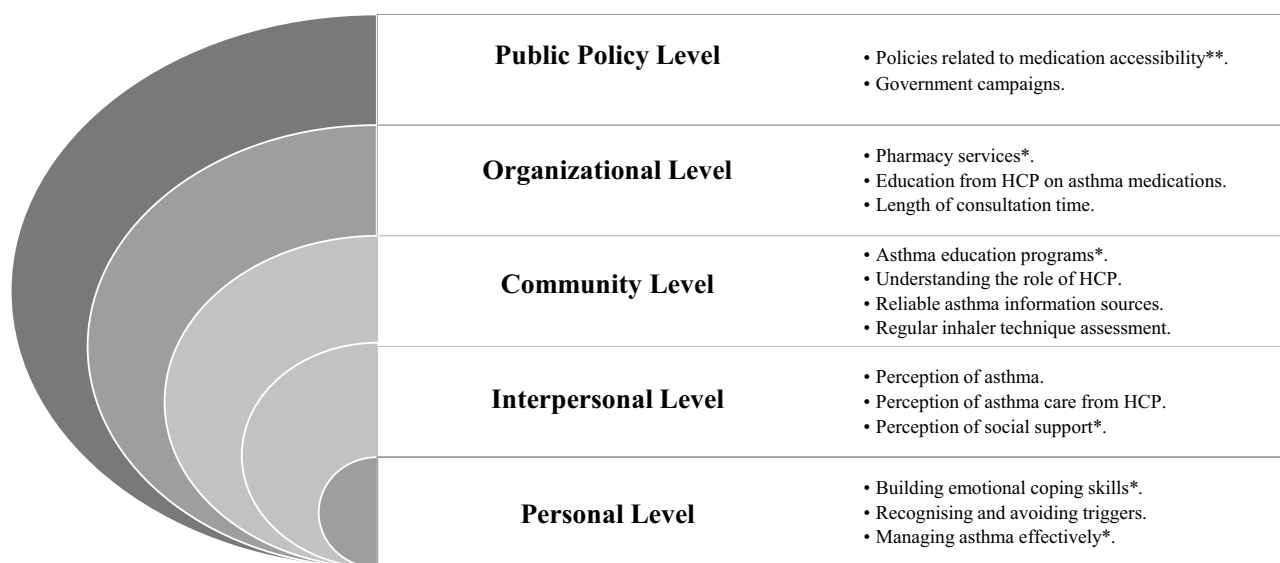 Public Policy Level
• Policies related to medication accessibility**.
• Government campaigns.
Organizational Level
• Pharmacy services*.
• Education from HCP on asthma medications.
• Length of consultation time.
Community Level
• Asthma education programs*.
• Understanding the role of HCP.
• Reliable asthma information sources.
• Regular inhaler technique assessment.
Interpersonal Level
• Perception of asthma.
• Perception of asthma care from HCP.
• Perception of social support*.
Personal Level
• Building emotional coping skills*.
• Recognising and avoiding triggers.
• Managing asthma effectively*.